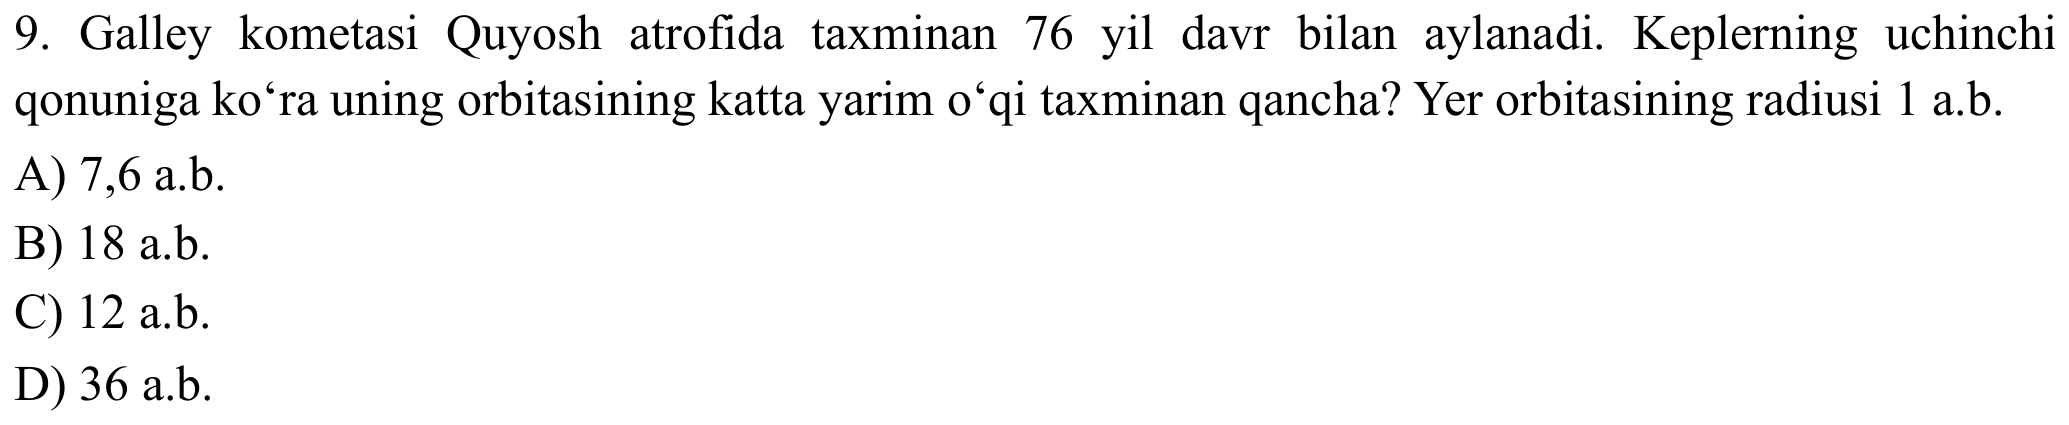 9. Galley kometasi Quyosh atrofida taxminan 76 yil davr bilan aylanadi. Keplerning uchinchi
qonuniga ko‘ra uning orbitasining katta yarim o‘qi taxminan qancha? Yer orbitasining radiusi 1 a.b.
A) 7,6 a.b.
B) 18 a.b.
C) 12 a.b.
D) 36 a.b.